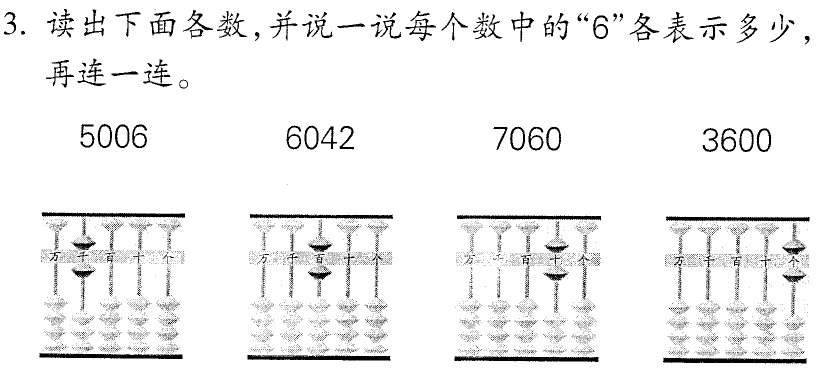 3. 读出下面各数,并说一说每个数中的“6”各表示多少,
再连一连。
5006 6042 7060 3600
万 千 百 十 个 万 千 百 十 个 万 千 百 十 个 万 千 百 十 个